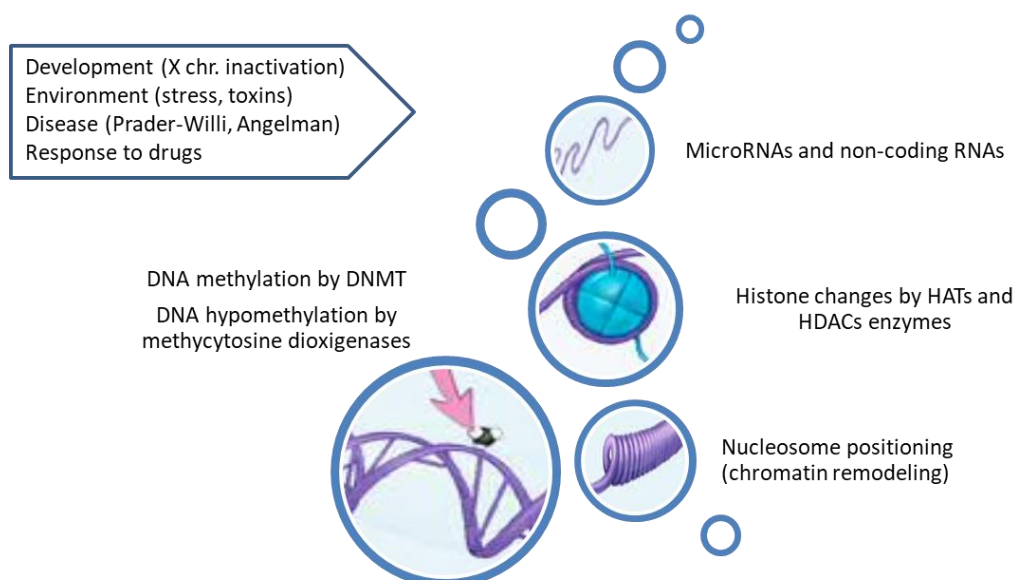 Development (X chr. inactivation)
Environment (stress, toxins)
Disease (Prader-Willi, Angelman)
Response to drugs
MicroRNAs and non-coding RNAs
DNA methylation by DNMT
DNA hypomethylation by
methycytosine dioxigenases
Histone changes by HATs and
HDACs enzymes
Nucleosome positioning
(chromatin remodeling)